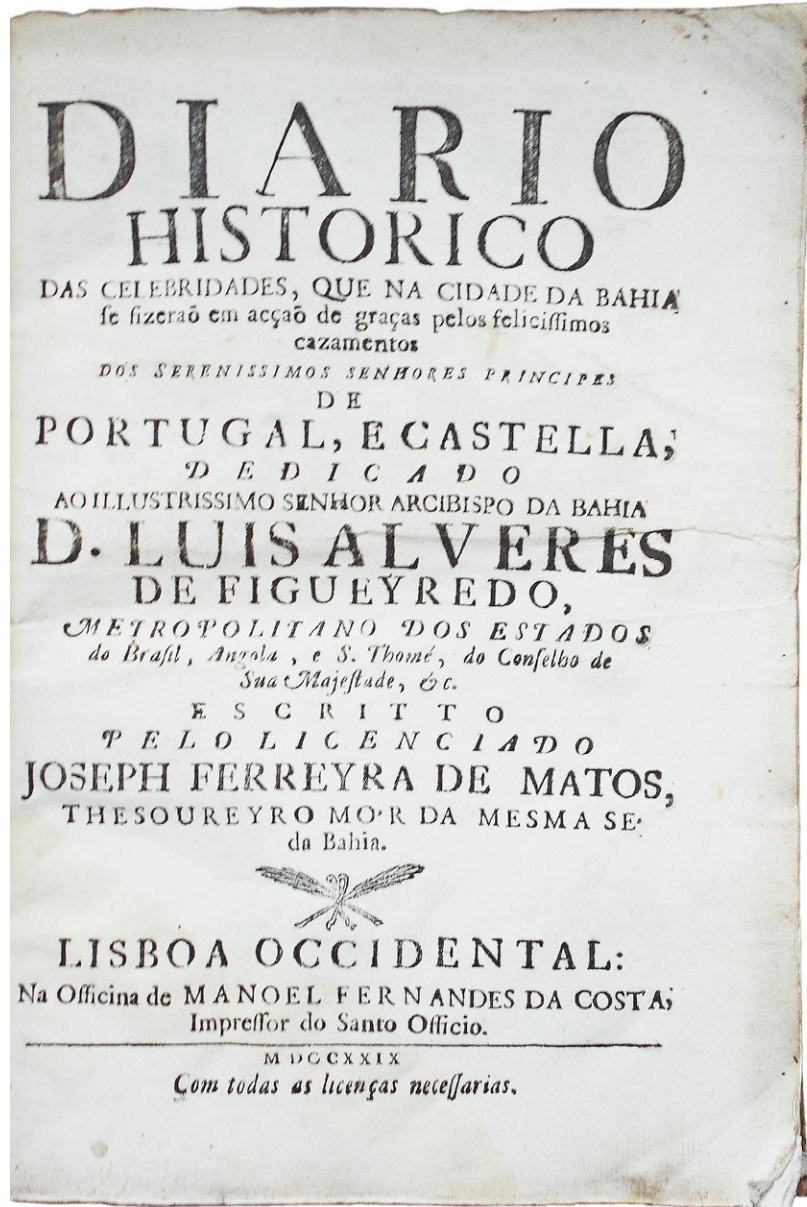 DIARIO
HISTORICO
DAS CELEBRIDADES, QUE NA CIDADE DA BAHIA
ſe fizeraõ em acçaõ de graças pelos feliciſſimos
cazamentos
DOS SERENISSIMOS SENHORES PRINCIPES
DE
PORTUGAL, E CASTELLA;
DEDICADO
AO ILLUSTRISSIMO SENHOR ARCIBISPO DA BAHIA
D. LUIS ALVERES
DE FIGUEYREDO,
METROPOLITANO DOS ESTADOS
do Braſil, Angola, e S. Thomé, do Conſelho de
Sua Majeſtade, &c.
ESCRITTO
PELO LICENCIADO
JOSEPH FERREYRA DE MATOS,
THESOUREYRO MO'R DA MESMA SE'
da Bahia.
LISBOA OCCIDENTAL:
Na Officina de MANOEL FERNANDES DA COSTA;
Impreſſor do Santo Officio.
MDCCXXIX
Com todas as licenças neceſſarias.